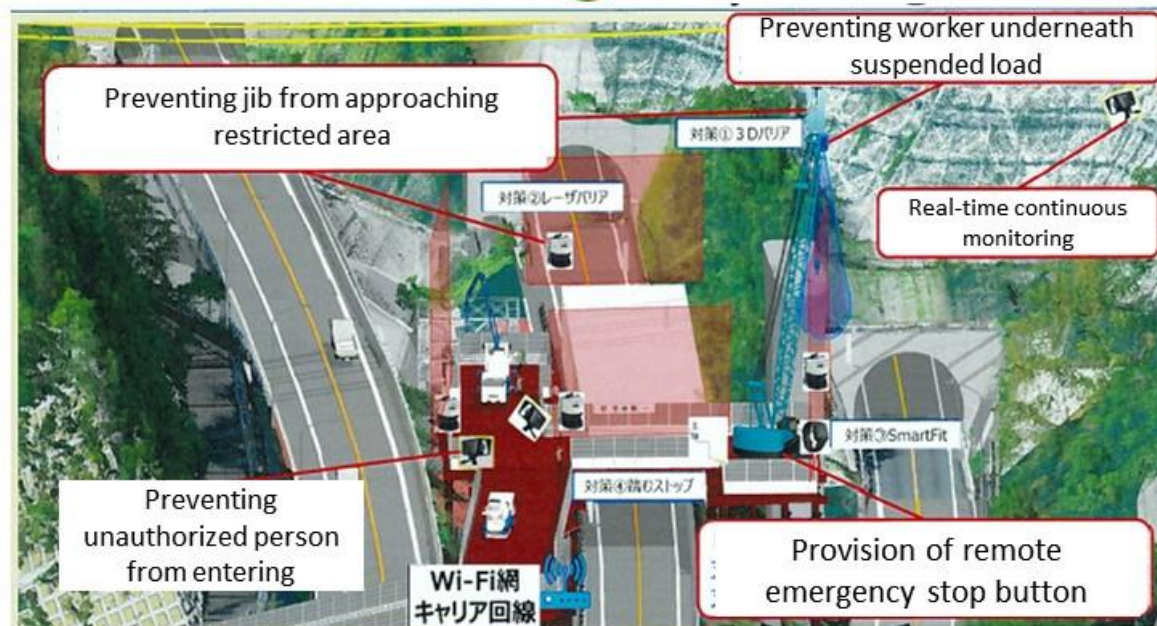 Preventing worker underneath
suspended load
Preventing jib from approaching
restricted area
対策①3Dバリア
対策②レーザバリア
Real-time continuous
monitoring
対策③SmartFit
対策④踏むストップ
Preventing
unauthorized person
from entering
Provision of remote
emergency stop button
Wi-Fi網
キャリア回線